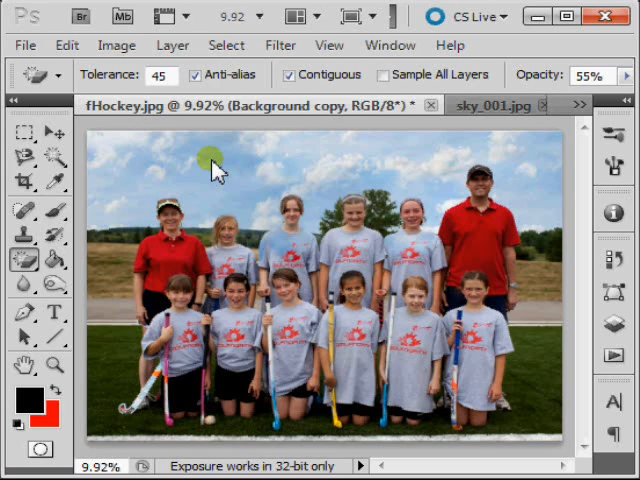 Ps Br Mb 9.92 CS Live
File Edit Image Layer Select Filter View Window Help
Tolerance: 45 Anti-alias Contiguous Sample All Layers Opacity: 55%
fHockey.jpg @ 9.92% (Background copy, RGB/8*) * sky_001.jpg
9.92% Exposure works in 32-bit only